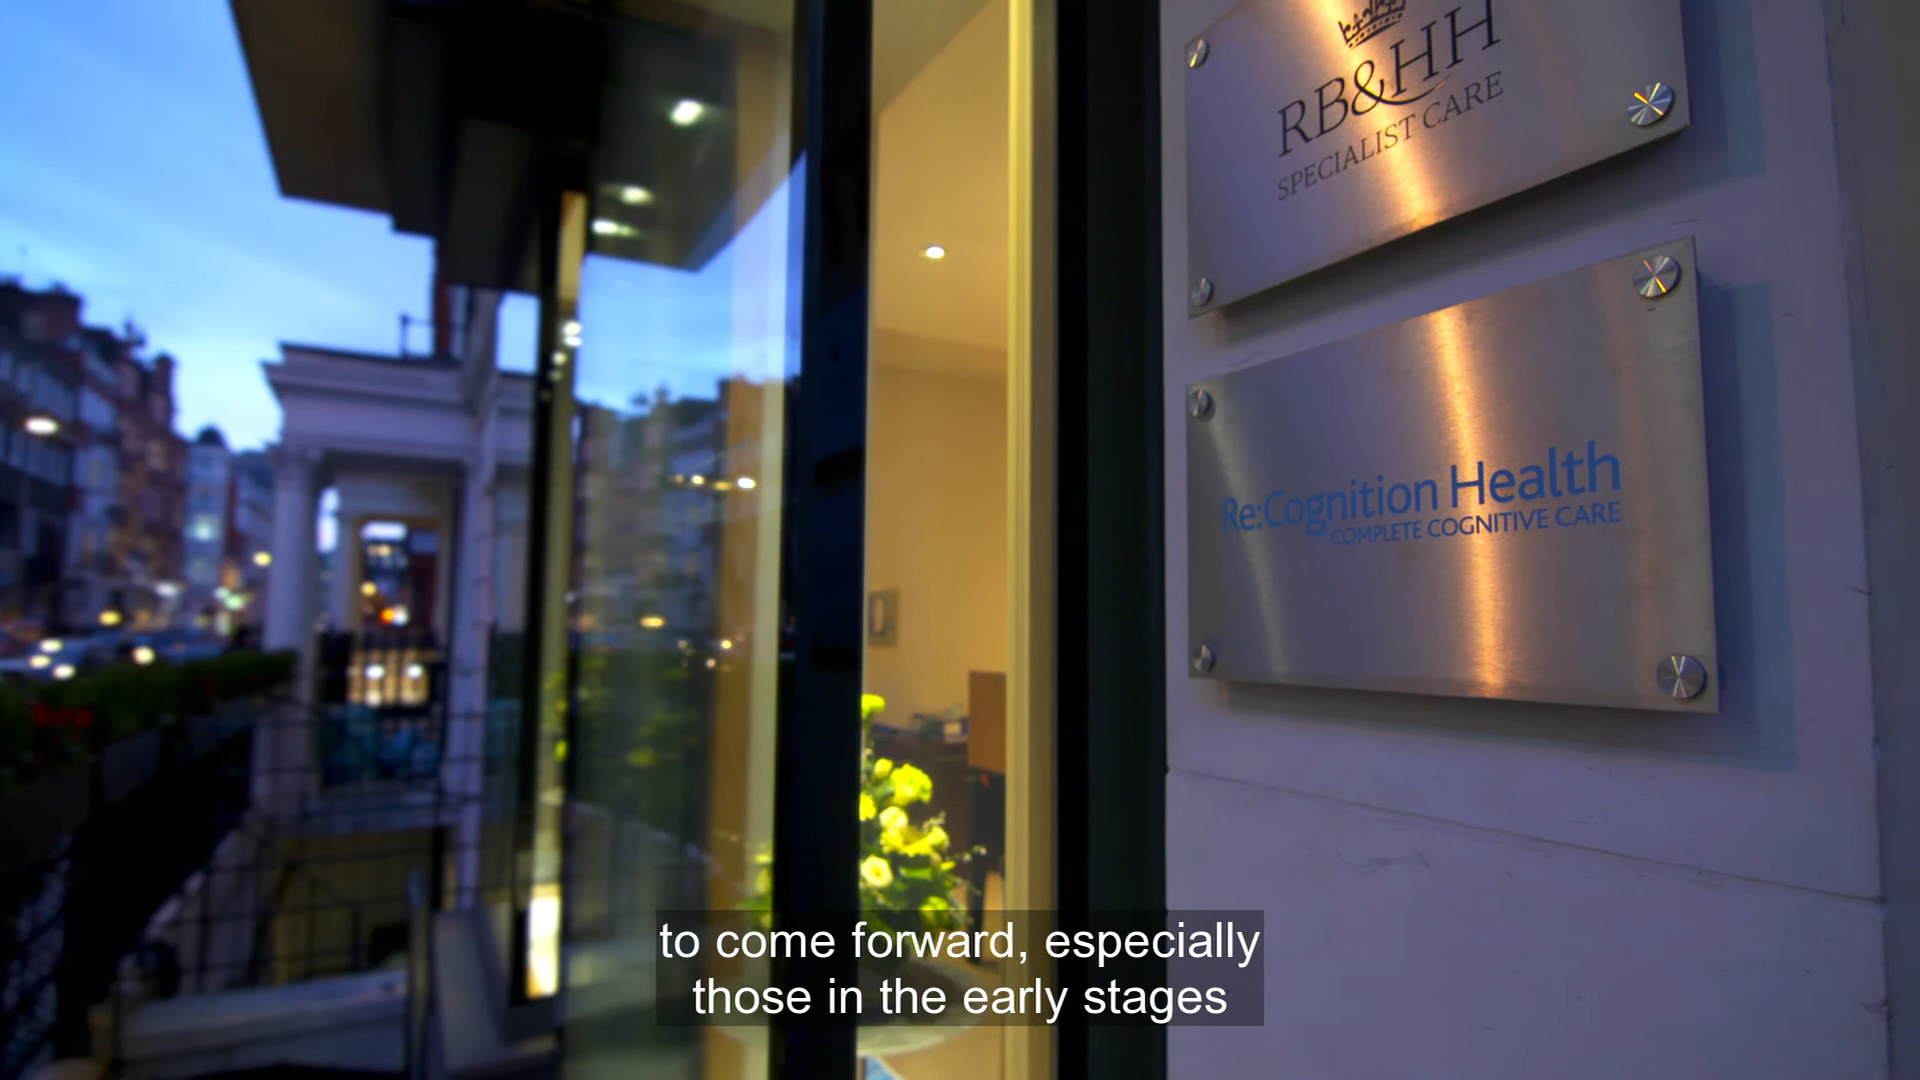 RB&HH
SPECIALIST CARE
Re:Cognition Health
COMPLETE COGNITIVE CARE
to come forward, especially
those in the early stages